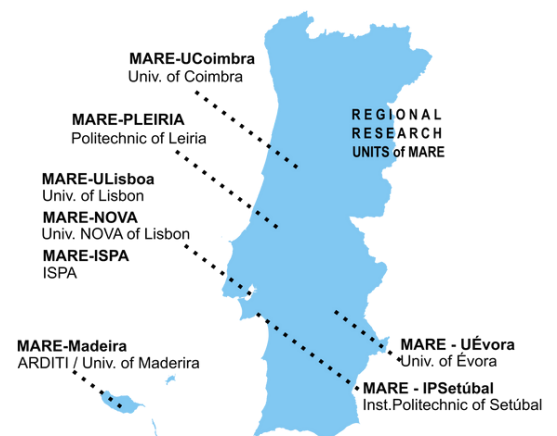 MARE-UCoimbra
Univ. of Coimbra
REGIONAL
RESEARCH
UNITS of MARE
MARE-PLEIRIA
Politechnic of Leiria
MARE-ULisboa
Univ. of Lisbon
MARE-NOVA
Univ. NOVA of Lisbon
MARE-ISPA
ISPA
MARE-Madeira
ARDITI / Univ. of Maderira
MARE - UÉvora
Univ. of Évora
MARE - IPSetúbal
Inst.Politechnic of Setúbal